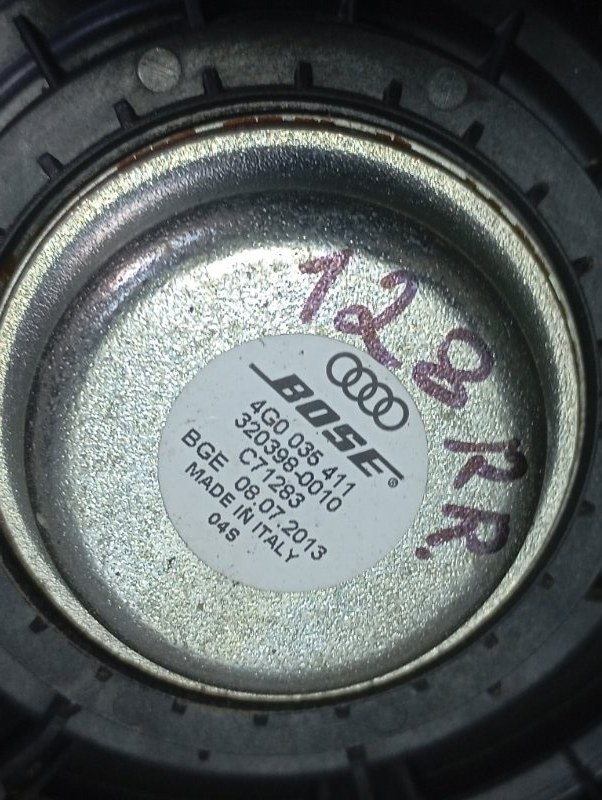 128 RR.
BOSE®
4G0 035 411
320398-0010
C71283
BGE 08.07.2013
MADE IN ITALY
04S